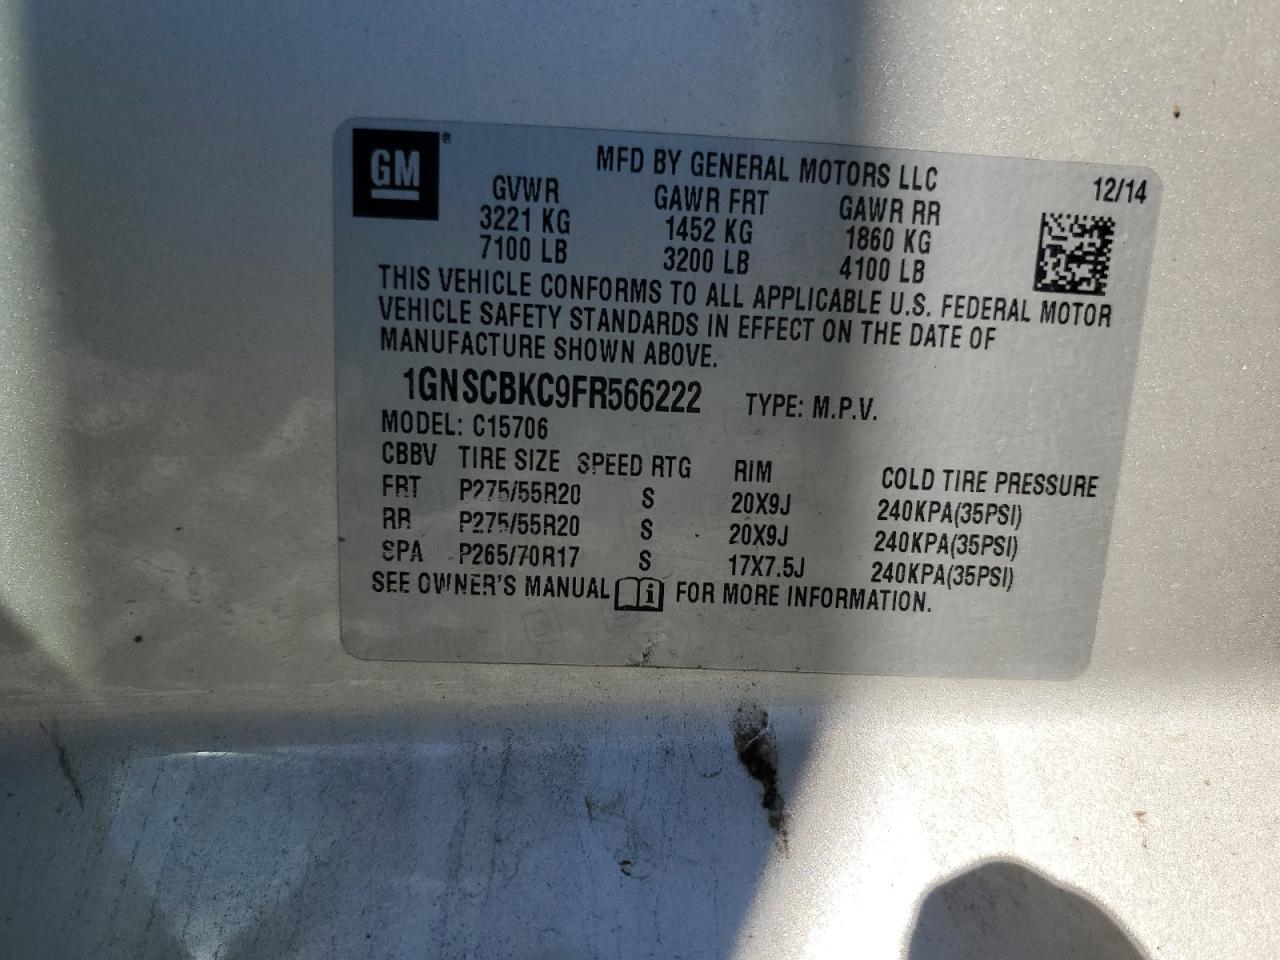 GM ®
MFD BY GENERAL MOTORS LLC 12/14
GVWR GAWR FRT GAWR RR
3221 KG 1452 KG 1860 KG
7100 LB 3200 LB 4100 LB
THIS VEHICLE CONFORMS TO ALL APPLICABLE U.S. FEDERAL MOTOR
VEHICLE SAFETY STANDARDS IN EFFECT ON THE DATE OF
MANUFACTURE SHOWN ABOVE.
1GNSCBKC9FR566222 TYPE: M.P.V.
MODEL: C15706
CBBV TIRE SIZE SPEED RTG RIM COLD TIRE PRESSURE
FRT P275/55R20 S 20X9J 240KPA(35PSI)
RR P275/55R20 S 20X9J 240KPA(35PSI)
SPA P265/70R17 S 17X7.5J 240KPA(35PSI)
SEE OWNER'S MANUAL i FOR MORE INFORMATION.